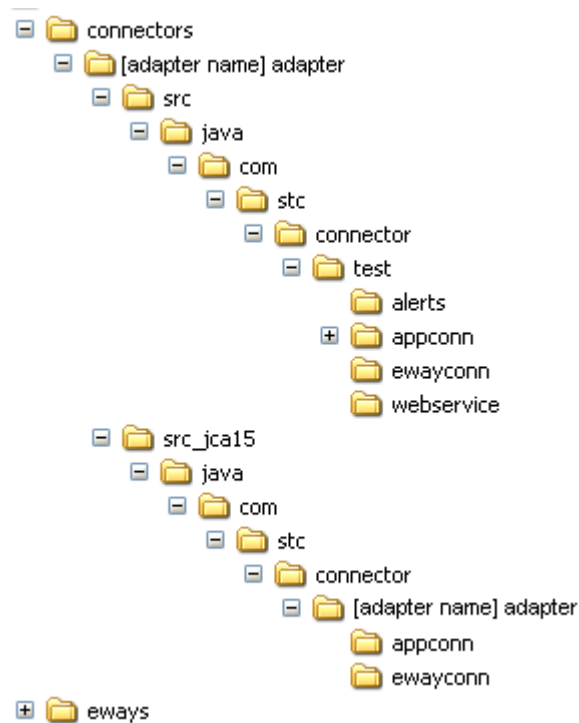 connectors
[adapter name] adapter
src
java
com
stc
connector
test
alerts
appconn
ewayconn
webservice
src_jca15
java
com
stc
connector
[adapter name] adapter
appconn
ewayconn
eways